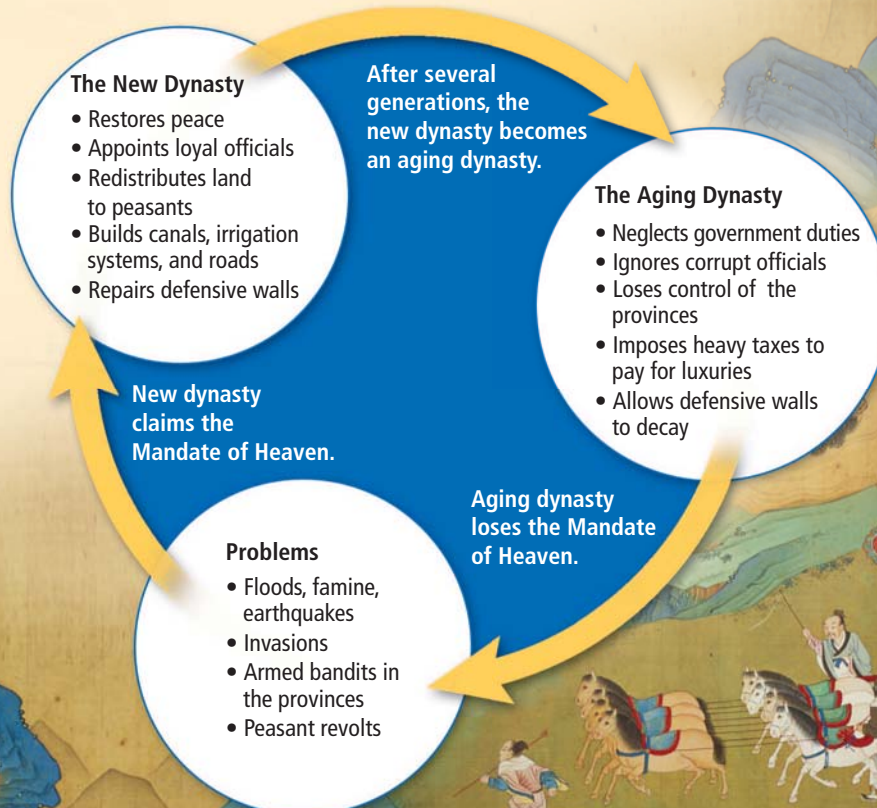 The New Dynasty
• Restores peace
• Appoints loyal officials
• Redistributes land
to peasants
• Builds canals, irrigation
systems, and roads
• Repairs defensive walls
After several
generations, the
new dynasty becomes
an aging dynasty.
The Aging Dynasty
• Neglects government duties
• Ignores corrupt officials
• Loses control of the
provinces
• Imposes heavy taxes to
pay for luxuries
• Allows defensive walls
to decay
Aging dynasty
loses the Mandate
of Heaven.
Problems
• Floods, famine,
earthquakes
• Invasions
• Armed bandits in
the provinces
• Peasant revolts
New dynasty
claims the
Mandate of Heaven.